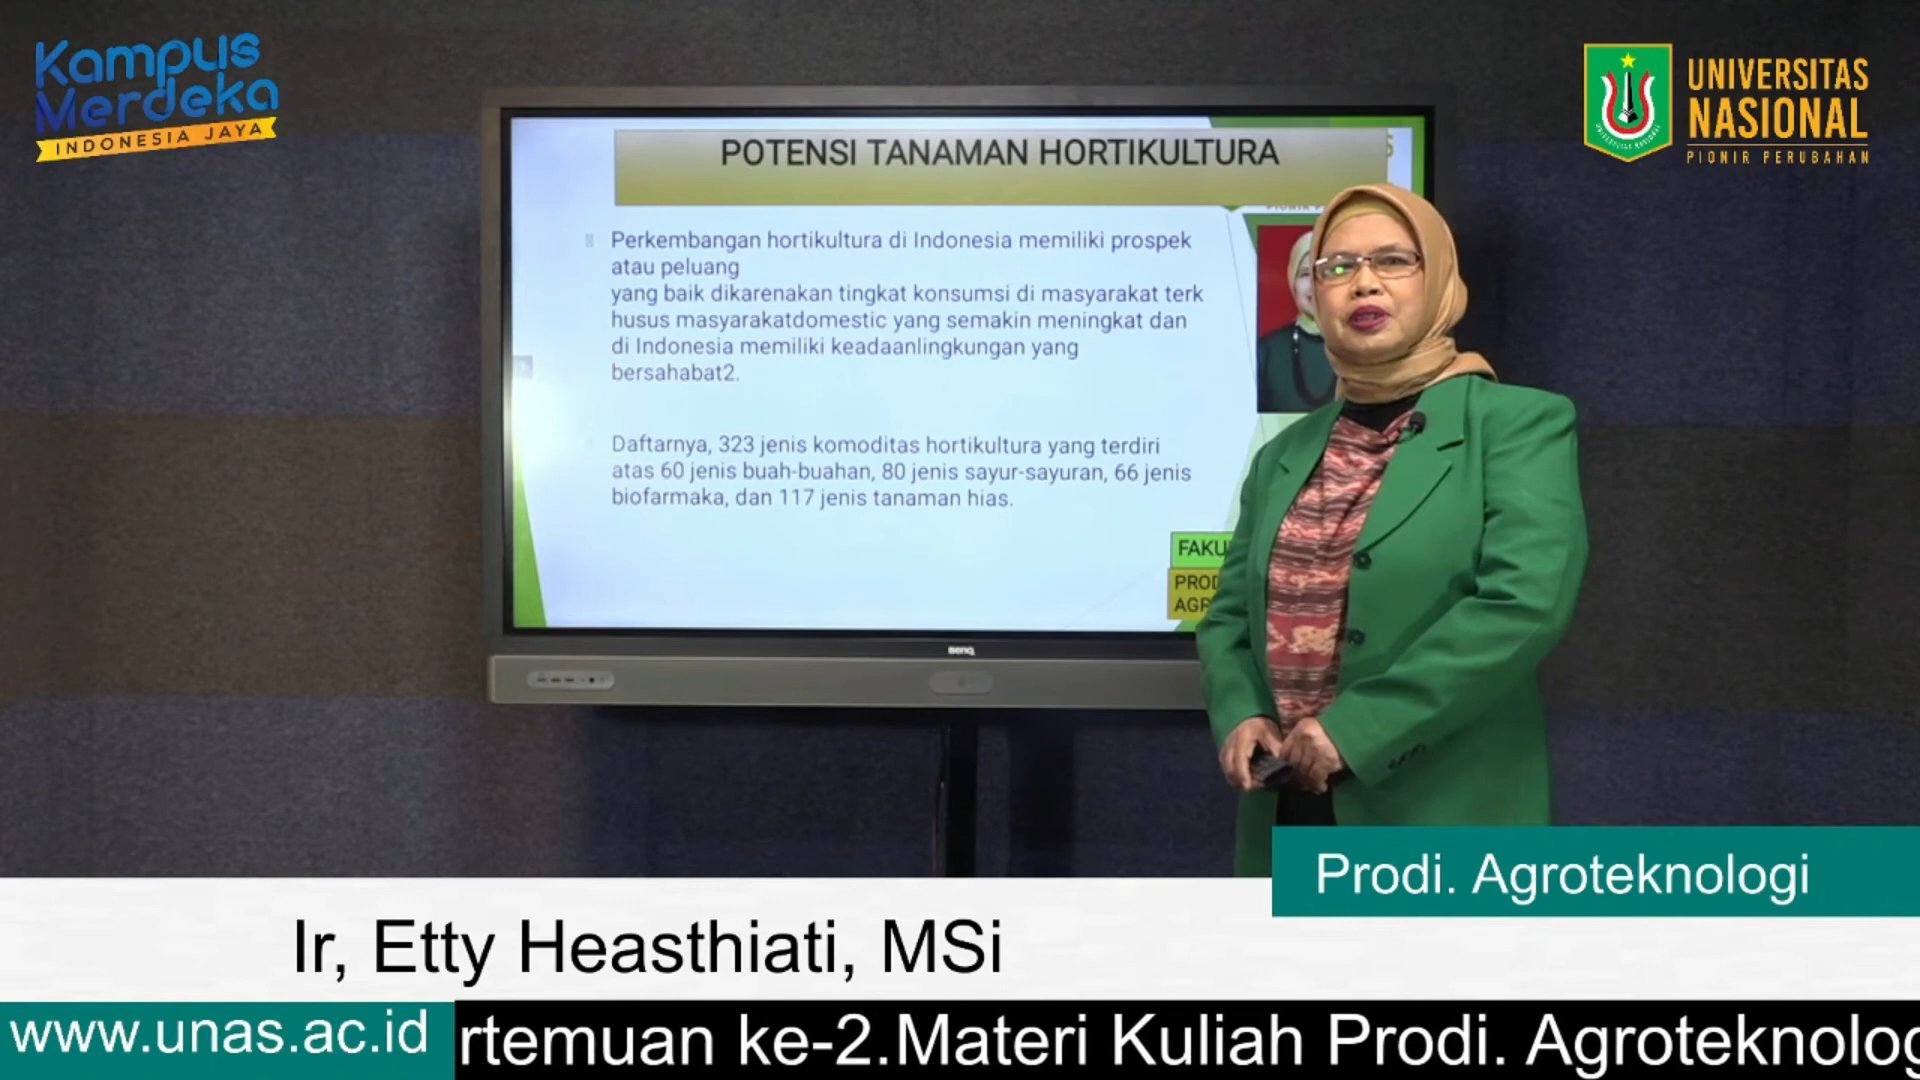 Kampus
Merdeka
INDONESIA JAYA
UNIVERSITAS
NASIONAL
PIONIR PERUBAHAN
POTENSI TANAMAN HORTIKULTURA
Perkembangan hortikultura di Indonesia memiliki prospek
atau peluang
yang baik dikarenakan tingkat konsumsi di masyarakat terk
husus masyarakatdomestic yang semakin meningkat dan
di Indonesia memiliki keadaanlingkungan yang
bersahabat2.
Daftarnya, 323 jenis komoditas hortikultura yang terdiri
atas 60 jenis buah-buahan, 80 jenis sayur-sayuran, 66 jenis
biofarmaka, dan 117 jenis tanaman hias.
FAKU
PROD
AGR
BenQ
Prodi. Agroteknologi
Ir, Etty Heasthiati, MSi
www.unas.ac.id
rtemuan ke-2.Materi Kuliah Prodi. Agroteknolog